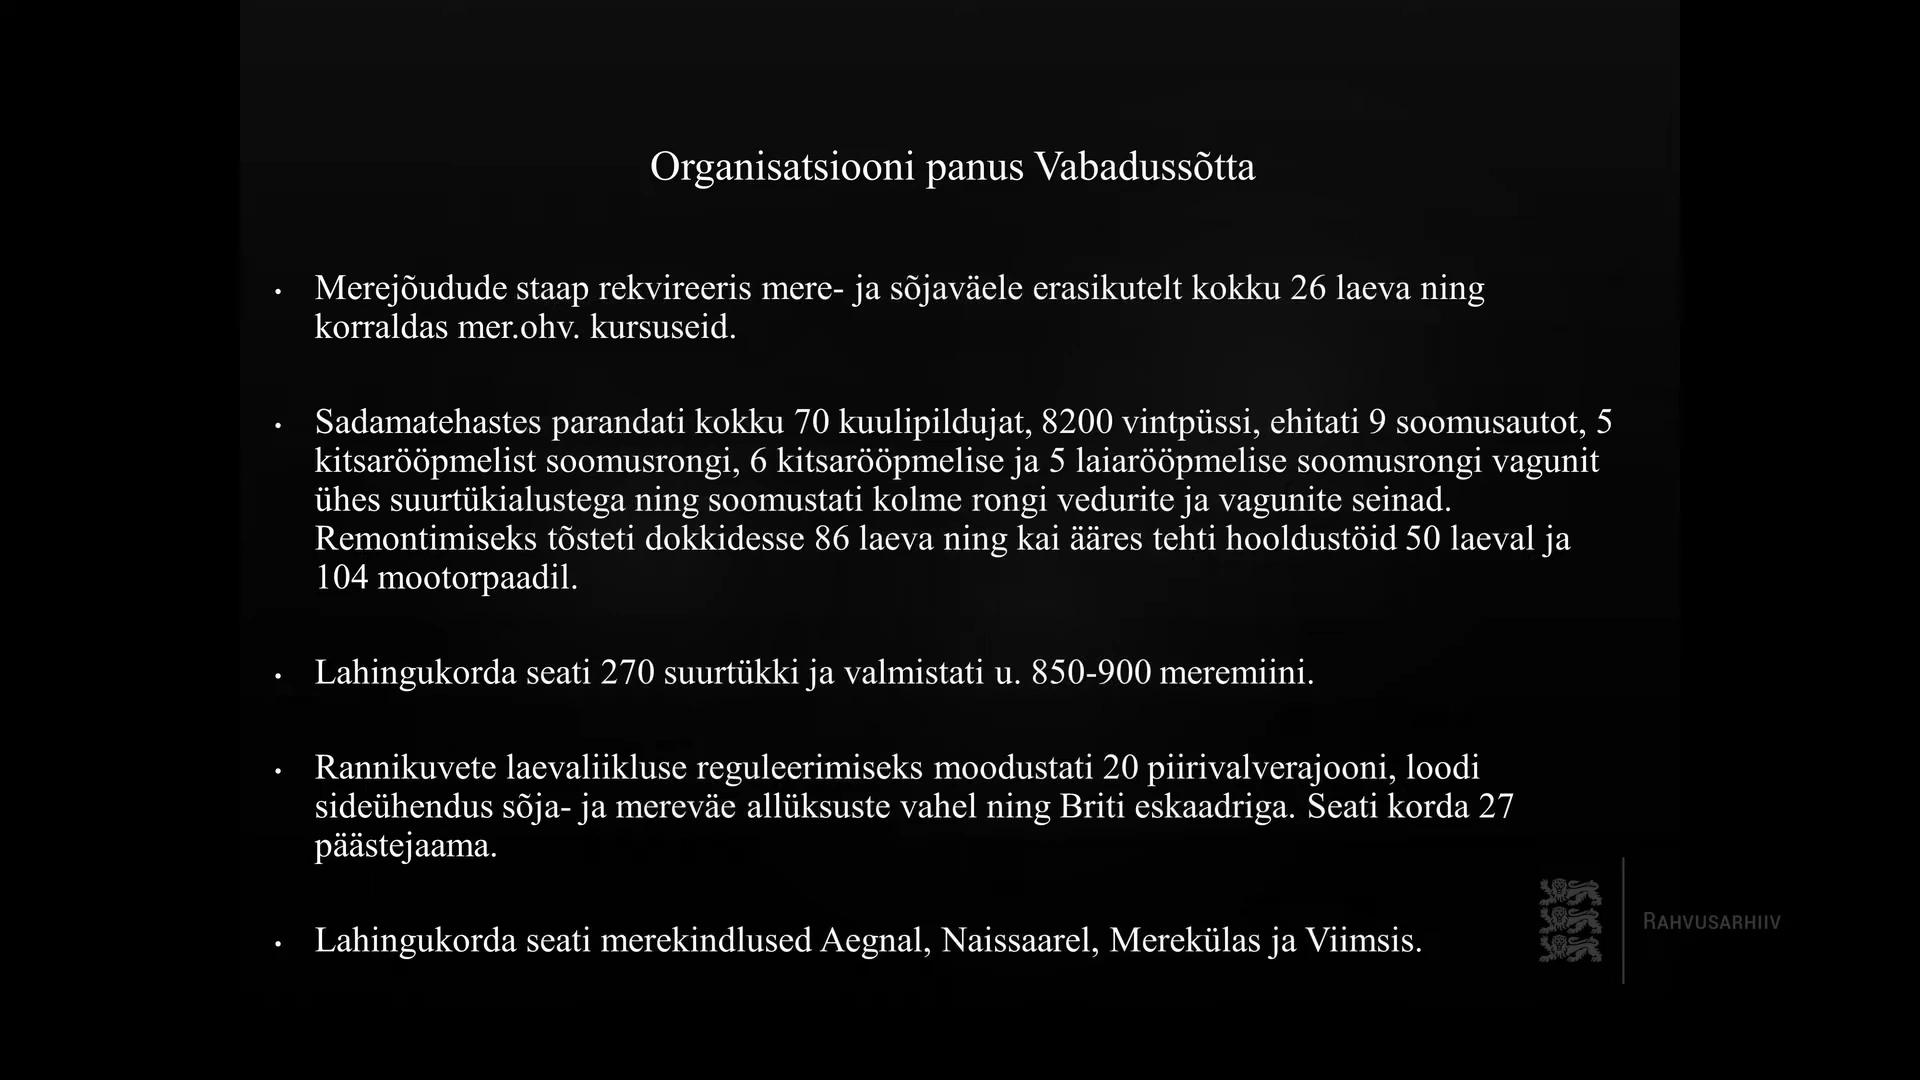 Organisatsiooni panus Vabadussõtta
• Merejõudude staap rekvireeris mere- ja sõjaväele erasikutelt kokku 26 laeva ning
korraldas mer.ohv. kursuseid.
• Sadamatehastes parandati kokku 70 kuulipildujat, 8200 vintpüssi, ehitati 9 soomusautot, 5
kitsarööpmelist soomusrongi, 6 kitsarööpmelise ja 5 laiarööpmelise soomusrongi vagunit
ühes suurtükialustega ning soomustati kolme rongi vedurite ja vagunite seinad.
Remontimiseks tõsteti dokkidesse 86 laeva ning kai ääres tehti hooldustöid 50 laeval ja
104 mootorpaadil.
• Lahingukorda seati 270 suurtükki ja valmistati u. 850-900 meremiini.
• Rannikuvete laevaliikluse reguleerimiseks moodustati 20 piirivalverajooni, loodi
sideühendus sõja- ja mereväe allüksuste vahel ning Briti eskaadriga. Seati korda 27
päästejaama.
• Lahingukorda seati merekindlused Aegnal, Naissaarel, Merekülas ja Viimsis.
RAHVUSARHIIV